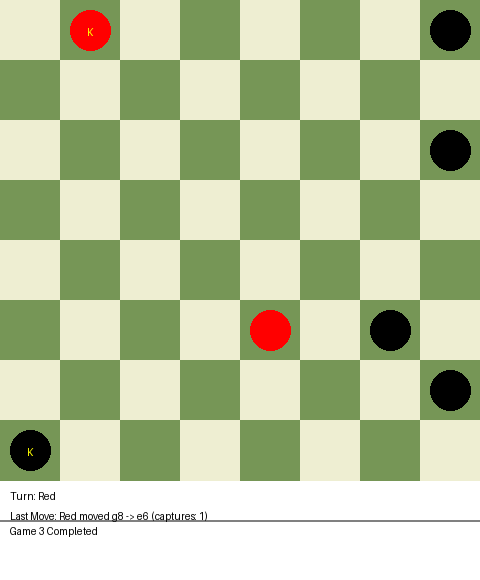 K
K
Turn: Red
Last Move: Red moved g8 -> e6 (captures: 1)
Game 3 Completed